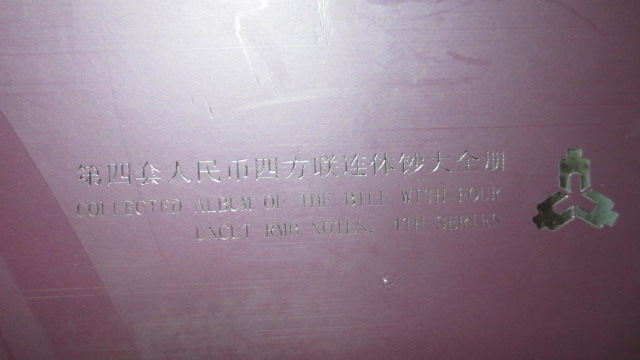 第四套人民币四方联连体钞大全册
COLLECTED ALBUM OF THE BILL WITH FOUR
UNCUT RMB NOTES, 4TH SERIES